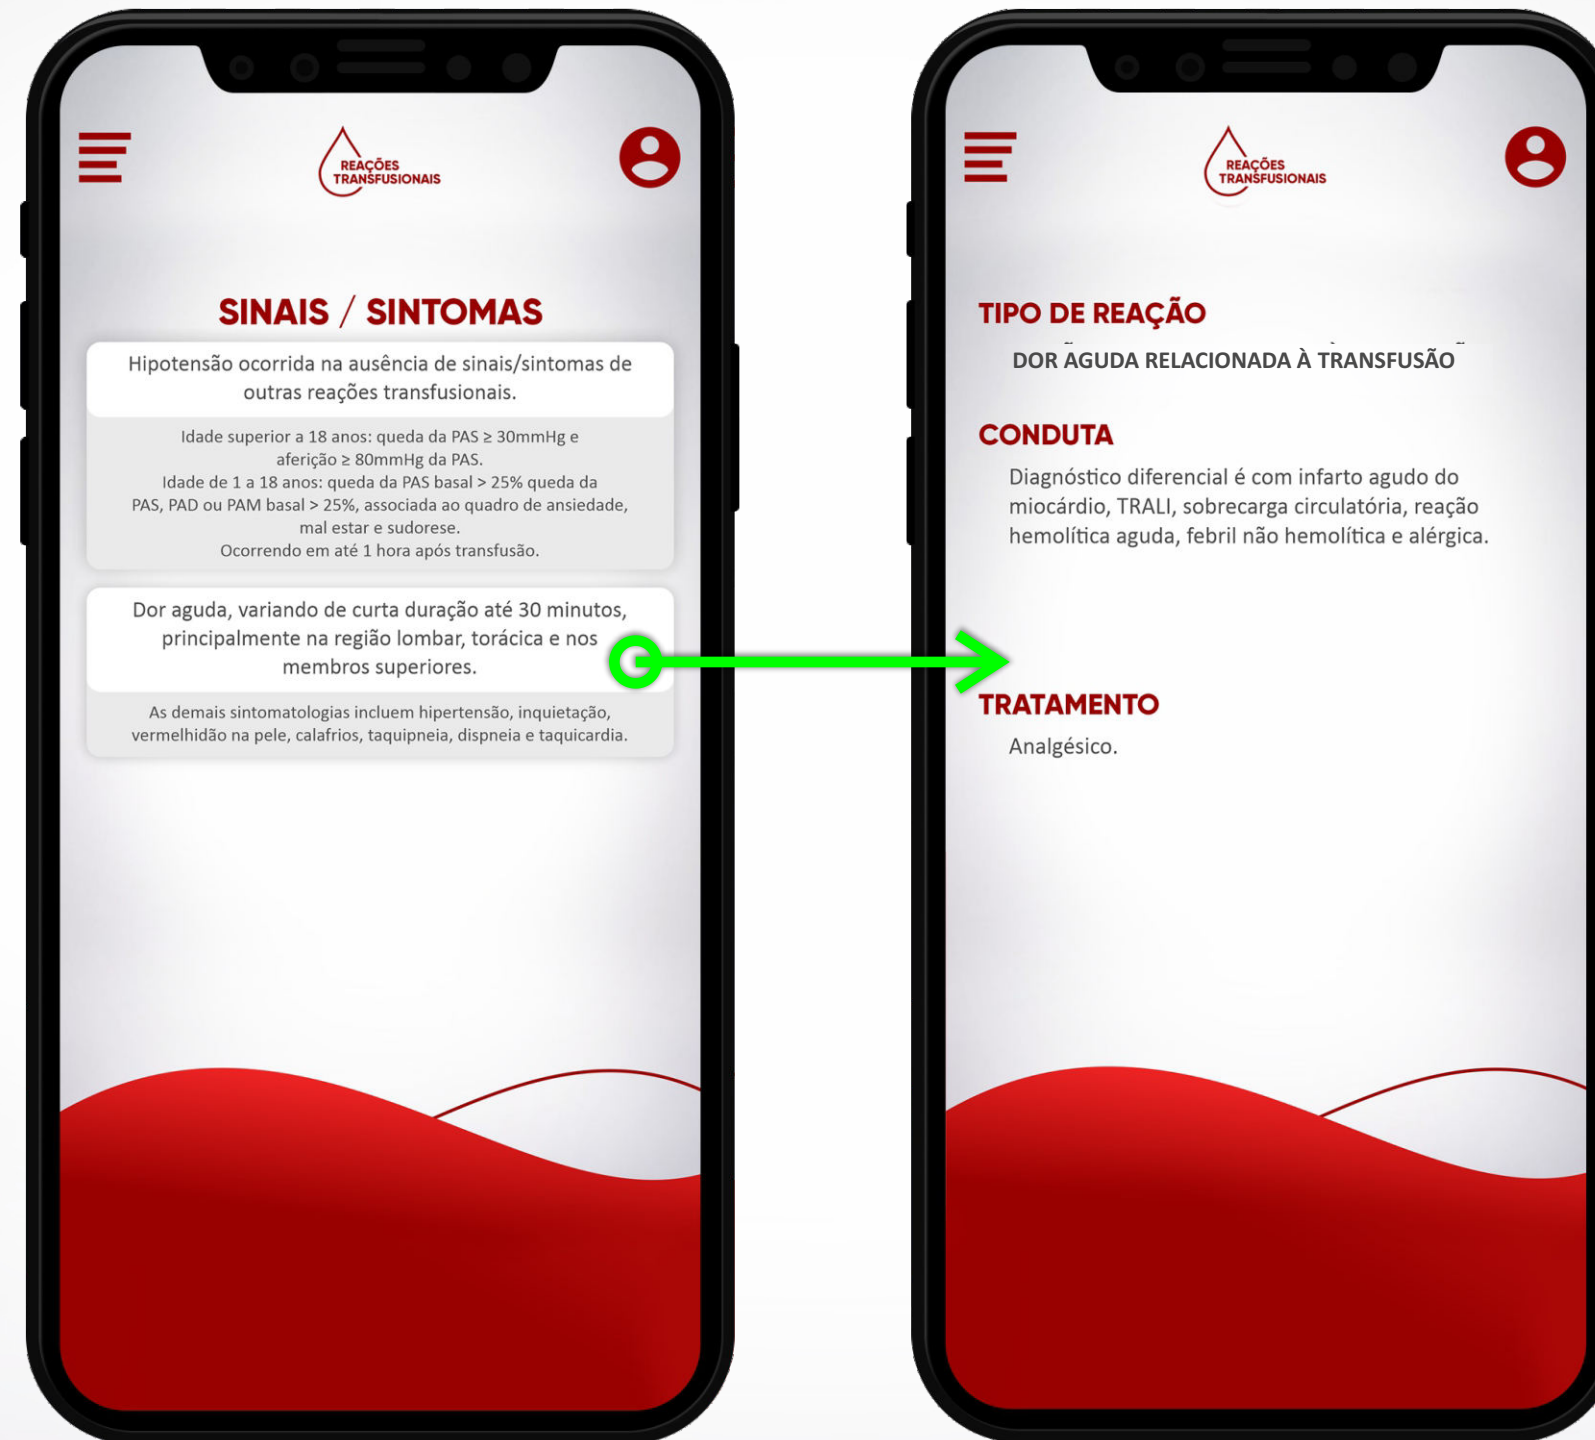 REAÇÕES
TRANSFUSIONAIS
SINAIS / SINTOMAS
Hipotensão ocorrida na ausência de sinais/sintomas de
outras reações transfusionais.
Idade superior a 18 anos: queda da PAS ≥ 30mmHg e
aferição ≥ 80mmHg da PAS.
Idade de 1 a 18 anos: queda da PAS basal > 25% queda da
PAS, PAD ou PAM basal > 25%, associada ao quadro de ansiedade,
mal estar e sudorese.
Ocorrendo em até 1 hora após transfusão.
Dor aguda, variando de curta duração até 30 minutos,
principalmente na região lombar, torácica e nos
membros superiores.
As demais sintomatologias incluem hipertensão, inquietação,
vermelhidão na pele, calafrios, taquipneia, dispneia e taquicardia.
REAÇÕES
TRANSFUSIONAIS
TIPO DE REAÇÃO
DOR AGUDA RELACIONADA À TRANSFUSÃO
CONDUTA
Diagnóstico diferencial é com infarto agudo do
miocárdio, TRALI, sobrecarga circulatória, reação
hemolítica aguda, febril não hemolítica e alérgica.
TRATAMENTO
Analgésico.